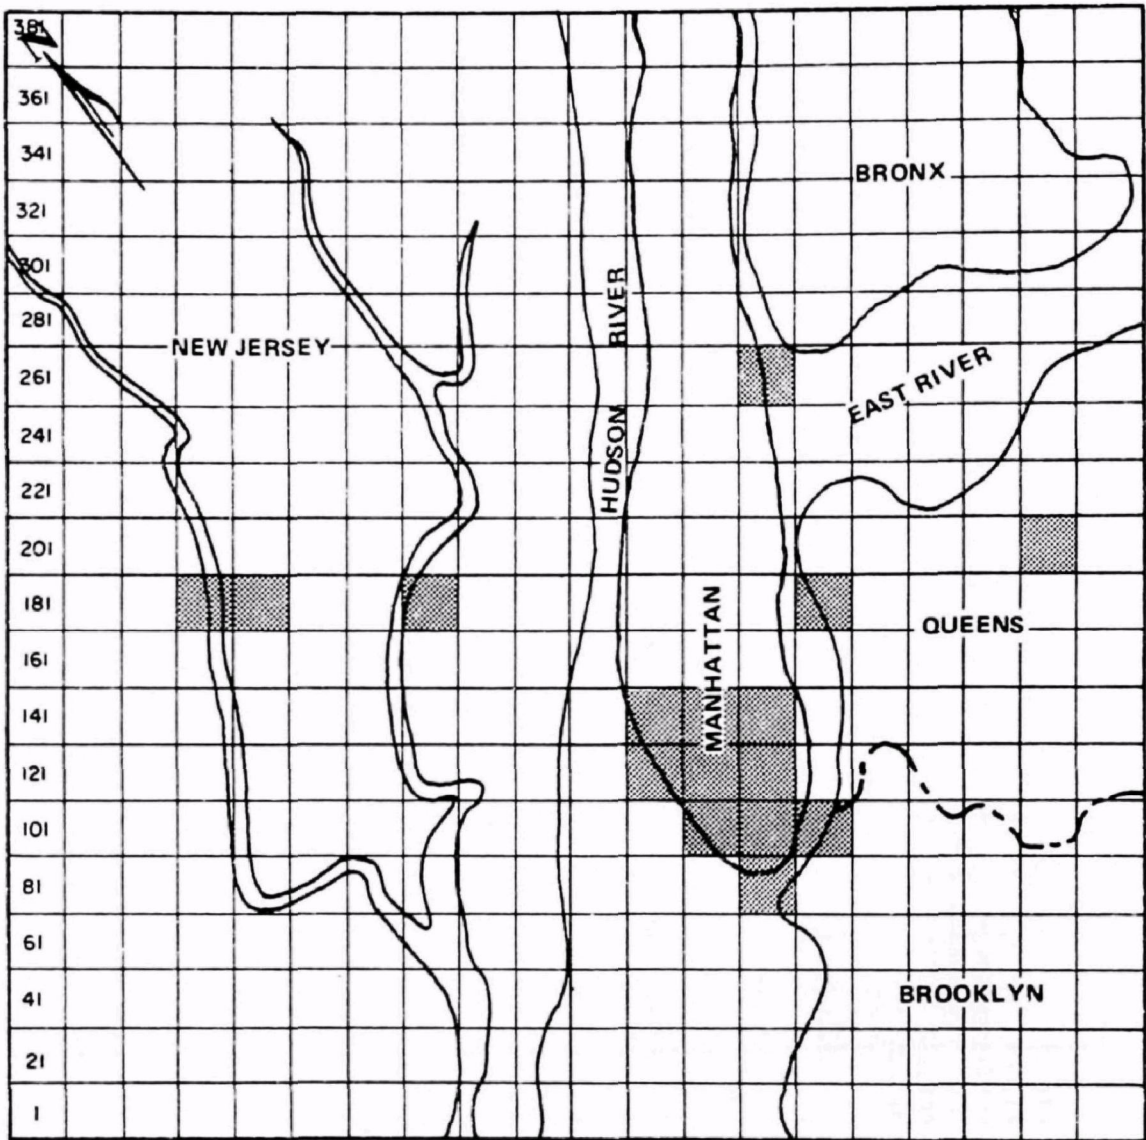 381
361
341
BRONX
321
301
HUDSON RIVER
281
NEW JERSEY
261
EAST RIVER
241
221
201
181
MANHATTAN
QUEENS
161
141
121
101
81
61
41
BROOKLYN
21
1